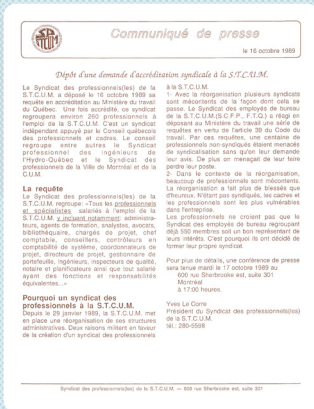 Communiqué de presse
le 16 octobre 1989
Dépôt d'une demande d'accréditation syndicale à la S.T.C.U.M.
Le Syndicat des professionnels(les) de la
S.T.C.U.M. a déposé le 16 octobre 1989 sa
requête en accréditation au Ministère du travail
du Québec. Une fois accrédité, ce syndicat
regroupera environ 260 professionnels à
l'emploi de la S.T.C.U.M. C'est un syndicat
indépendant appuyé par le Conseil québecois
des professionnels et cadres. Le conseil
regroupe entre autres le Syndicat
professionnel des ingénieurs de
l'Hydro-Québec et le Syndicat des
professionnels de la Ville de Montréal et de la
C.U.M.
La requête
Le Syndicat des professionnels(les) de la
S.T.C.U.M. regroupe: «Tous les professionnels
et spécialistes salariés à l'emploi de la
S.T.C.U.M. y incluant notamment: administra-
teurs, agents de formation, analystes, avocats,
bibliothécaire, chargés de projet, chef
comptable, conseillers, contrôleurs en
comptabilité de système, coordonnateurs de
projet, directeurs de projet, gestionnaire de
portefeuille, ingénieurs, inspecteurs de qualité,
notaire et planificateurs ainsi que tout salarié
ayant des fonctions et responsabilités
équivalentes...»
Pourquoi un syndicat des
professionnels à la S.T.C.U.M.
Depuis le 29 janvier 1989, la S.T.C.U.M. met
en place une réorganisation de ses structures
administratives. Deux raisons militent en faveur
de la création d'un syndicat des professionnels
à la S.T.C.U.M.
1- Avec la réorganisation plusieurs syndicats
sont mécontents de la façon dont cela se
passe. Le Syndicat des employés de bureau
de la S.T.C.U.M.(S.C.F.P., F.T.Q.) a réagi en
déposant au Ministère du travail une série de
requêtes en vertu de l'article 39 du Code du
travail. Par ces requêtes, une centaine de
professionnels non-syndiqués étaient menacés
de syndicalisation sans qu'on leur demande
leur avis. De plus on menaçait de leur faire
perdre leur poste.
2- Dans le contexte de la réorganisation,
beaucoup de professionnels sont mécontents.
La réorganisation a fait plus de blessés que
d'heureux. N'étant pas syndiqués, les cadres et
les professionnels sont les plus vulnérables
dans l'entreprise.
Les professionnels ne croient pas que le
Syndicat des employés de bureau regroupant
déjà 550 membres soit un bon représentant de
leurs intérêts. C'est pourquoi ils ont décidé de
former leur propre syndicat.
Pour plus de détails, une conférence de presse
sera tenue mardi le 17 octobre 1989 au
600 rue Sherbrooke est, suite 301
Montréal
à 17:00 heures.
Yves Le Corre
Président du Syndicat des professionnels(les)
de la S.T.C.U.M.
tél.: 280-5598
Syndicat des professionnels(les) de la S.T.C.U.M. — 600 rue Sherbrooke est, suite 301